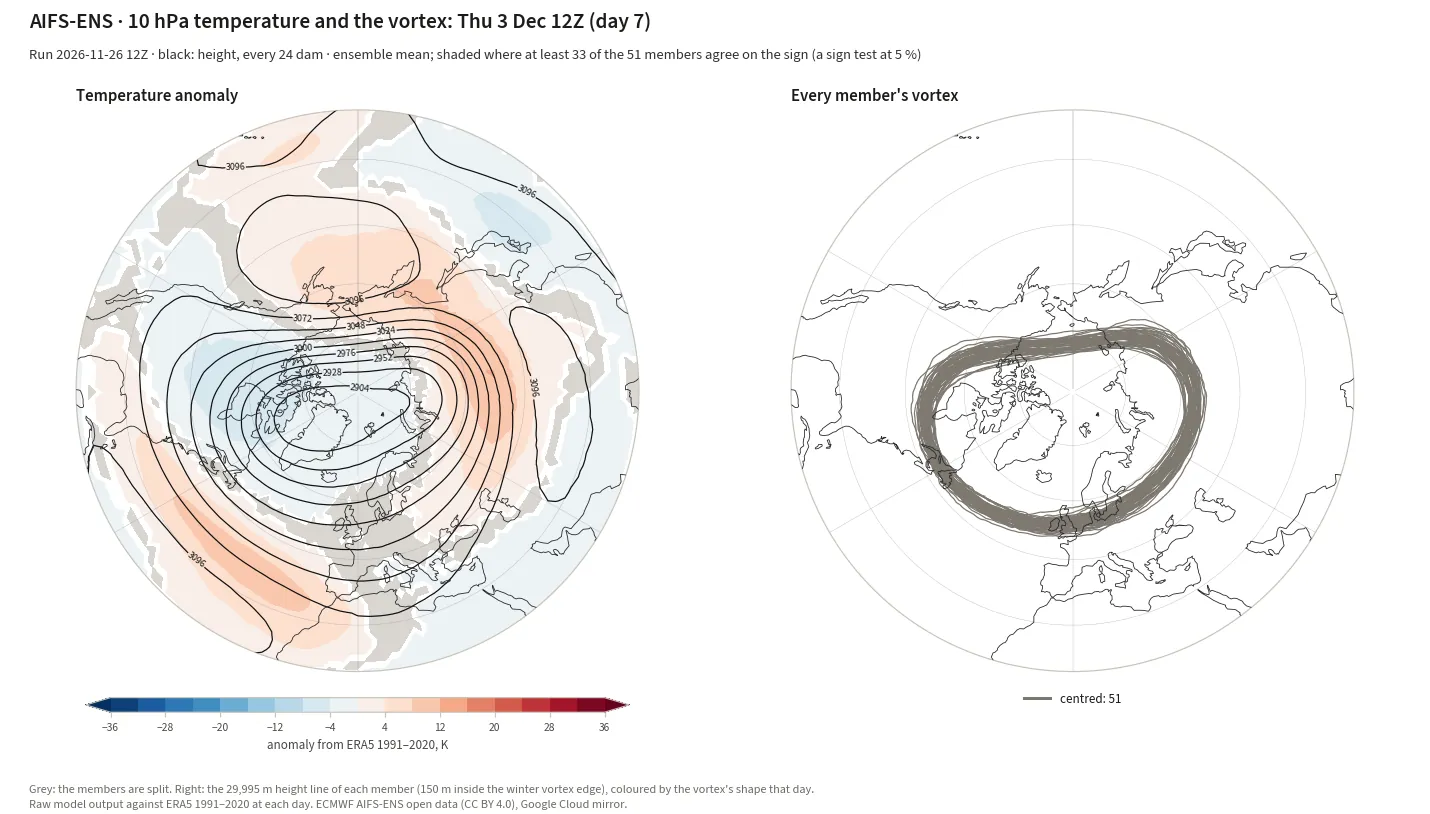 AIFS-ENS · 10 hPa temperature and the vortex: Thu 3 Dec 12Z (day 7)
Run 2026-11-26 12Z · black: height, every 24 dam · ensemble mean; shaded where at least 33 of the 51 members agree on the sign (a sign test at 5 %)
Temperature anomaly
Every member's vortex
3096
3096
3096
3072
3048
3024
3000
2976
2952
2928
2904
3096
3096
centred: 51
−36 −28 −20 −12 −4 4 12 20 28 36
anomaly from ERA5 1991–2020, K
Grey: the members are split. Right: the 29,995 m height line of each member (150 m inside the winter vortex edge), coloured by the vortex's shape that day.
Raw model output against ERA5 1991–2020 at each day. ECMWF AIFS-ENS open data (CC BY 4.0), Google Cloud mirror.